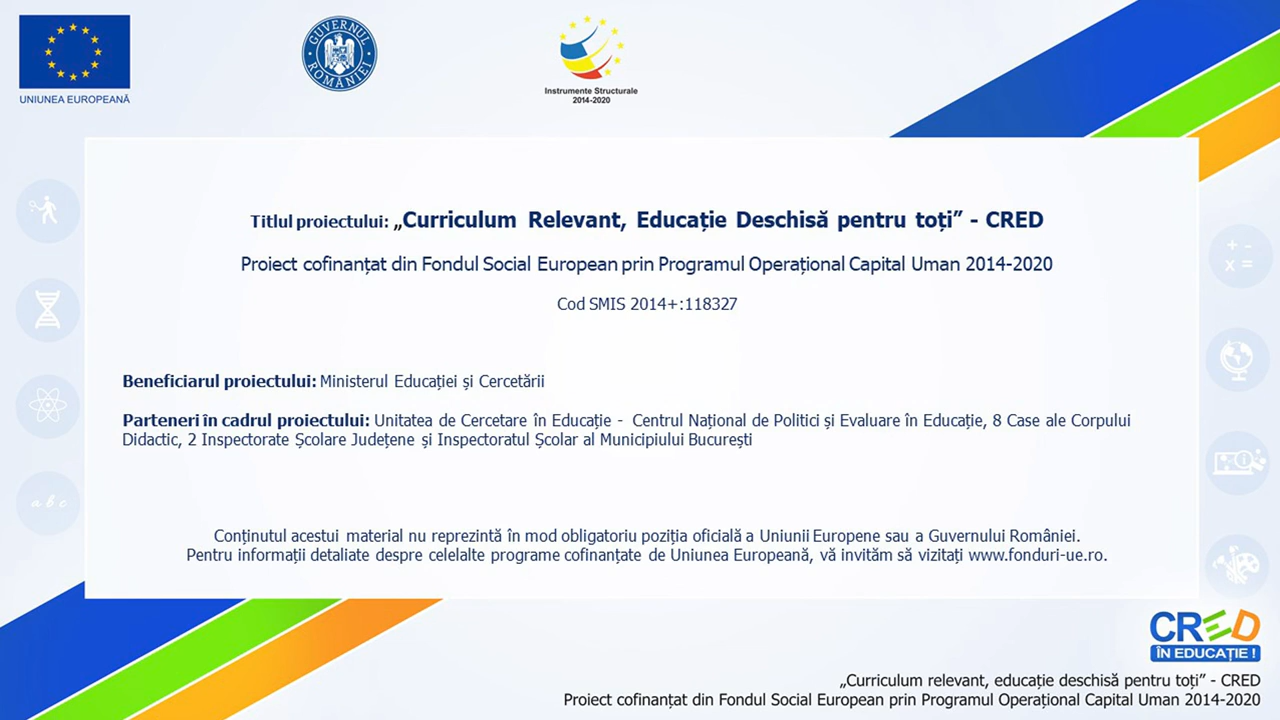 UNIUNEA EUROPEANĂ
GUVERNUL ROMÂNIEI
Instrumente Structurale
2014-2020
Titlul proiectului: „Curriculum Relevant, Educație Deschisă pentru toți” - CRED
Proiect cofinanțat din Fondul Social European prin Programul Operațional Capital Uman 2014-2020
Cod SMIS 2014+:118327
Beneficiarul proiectului: Ministerul Educației și Cercetării
Parteneri în cadrul proiectului: Unitatea de Cercetare în Educație - Centrul Național de Politici și Evaluare în Educație, 8 Case ale Corpului
Didactic, 2 Inspectorate Școlare Județene și Inspectoratul Școlar al Municipiului București
Conținutul acestui material nu reprezintă în mod obligatoriu poziția oficială a Uniunii Europene sau a Guvernului României.
Pentru informații detaliate despre celelalte programe cofinanțate de Uniunea Europeană, vă invităm să vizitați www.fonduri-ue.ro.
+ -
x =
a b c
CRED
ÎN EDUCAȚIE !
„Curriculum relevant, educație deschisă pentru toți” - CRED
Proiect cofinanțat din Fondul Social European prin Programul Operațional Capital Uman 2014-2020